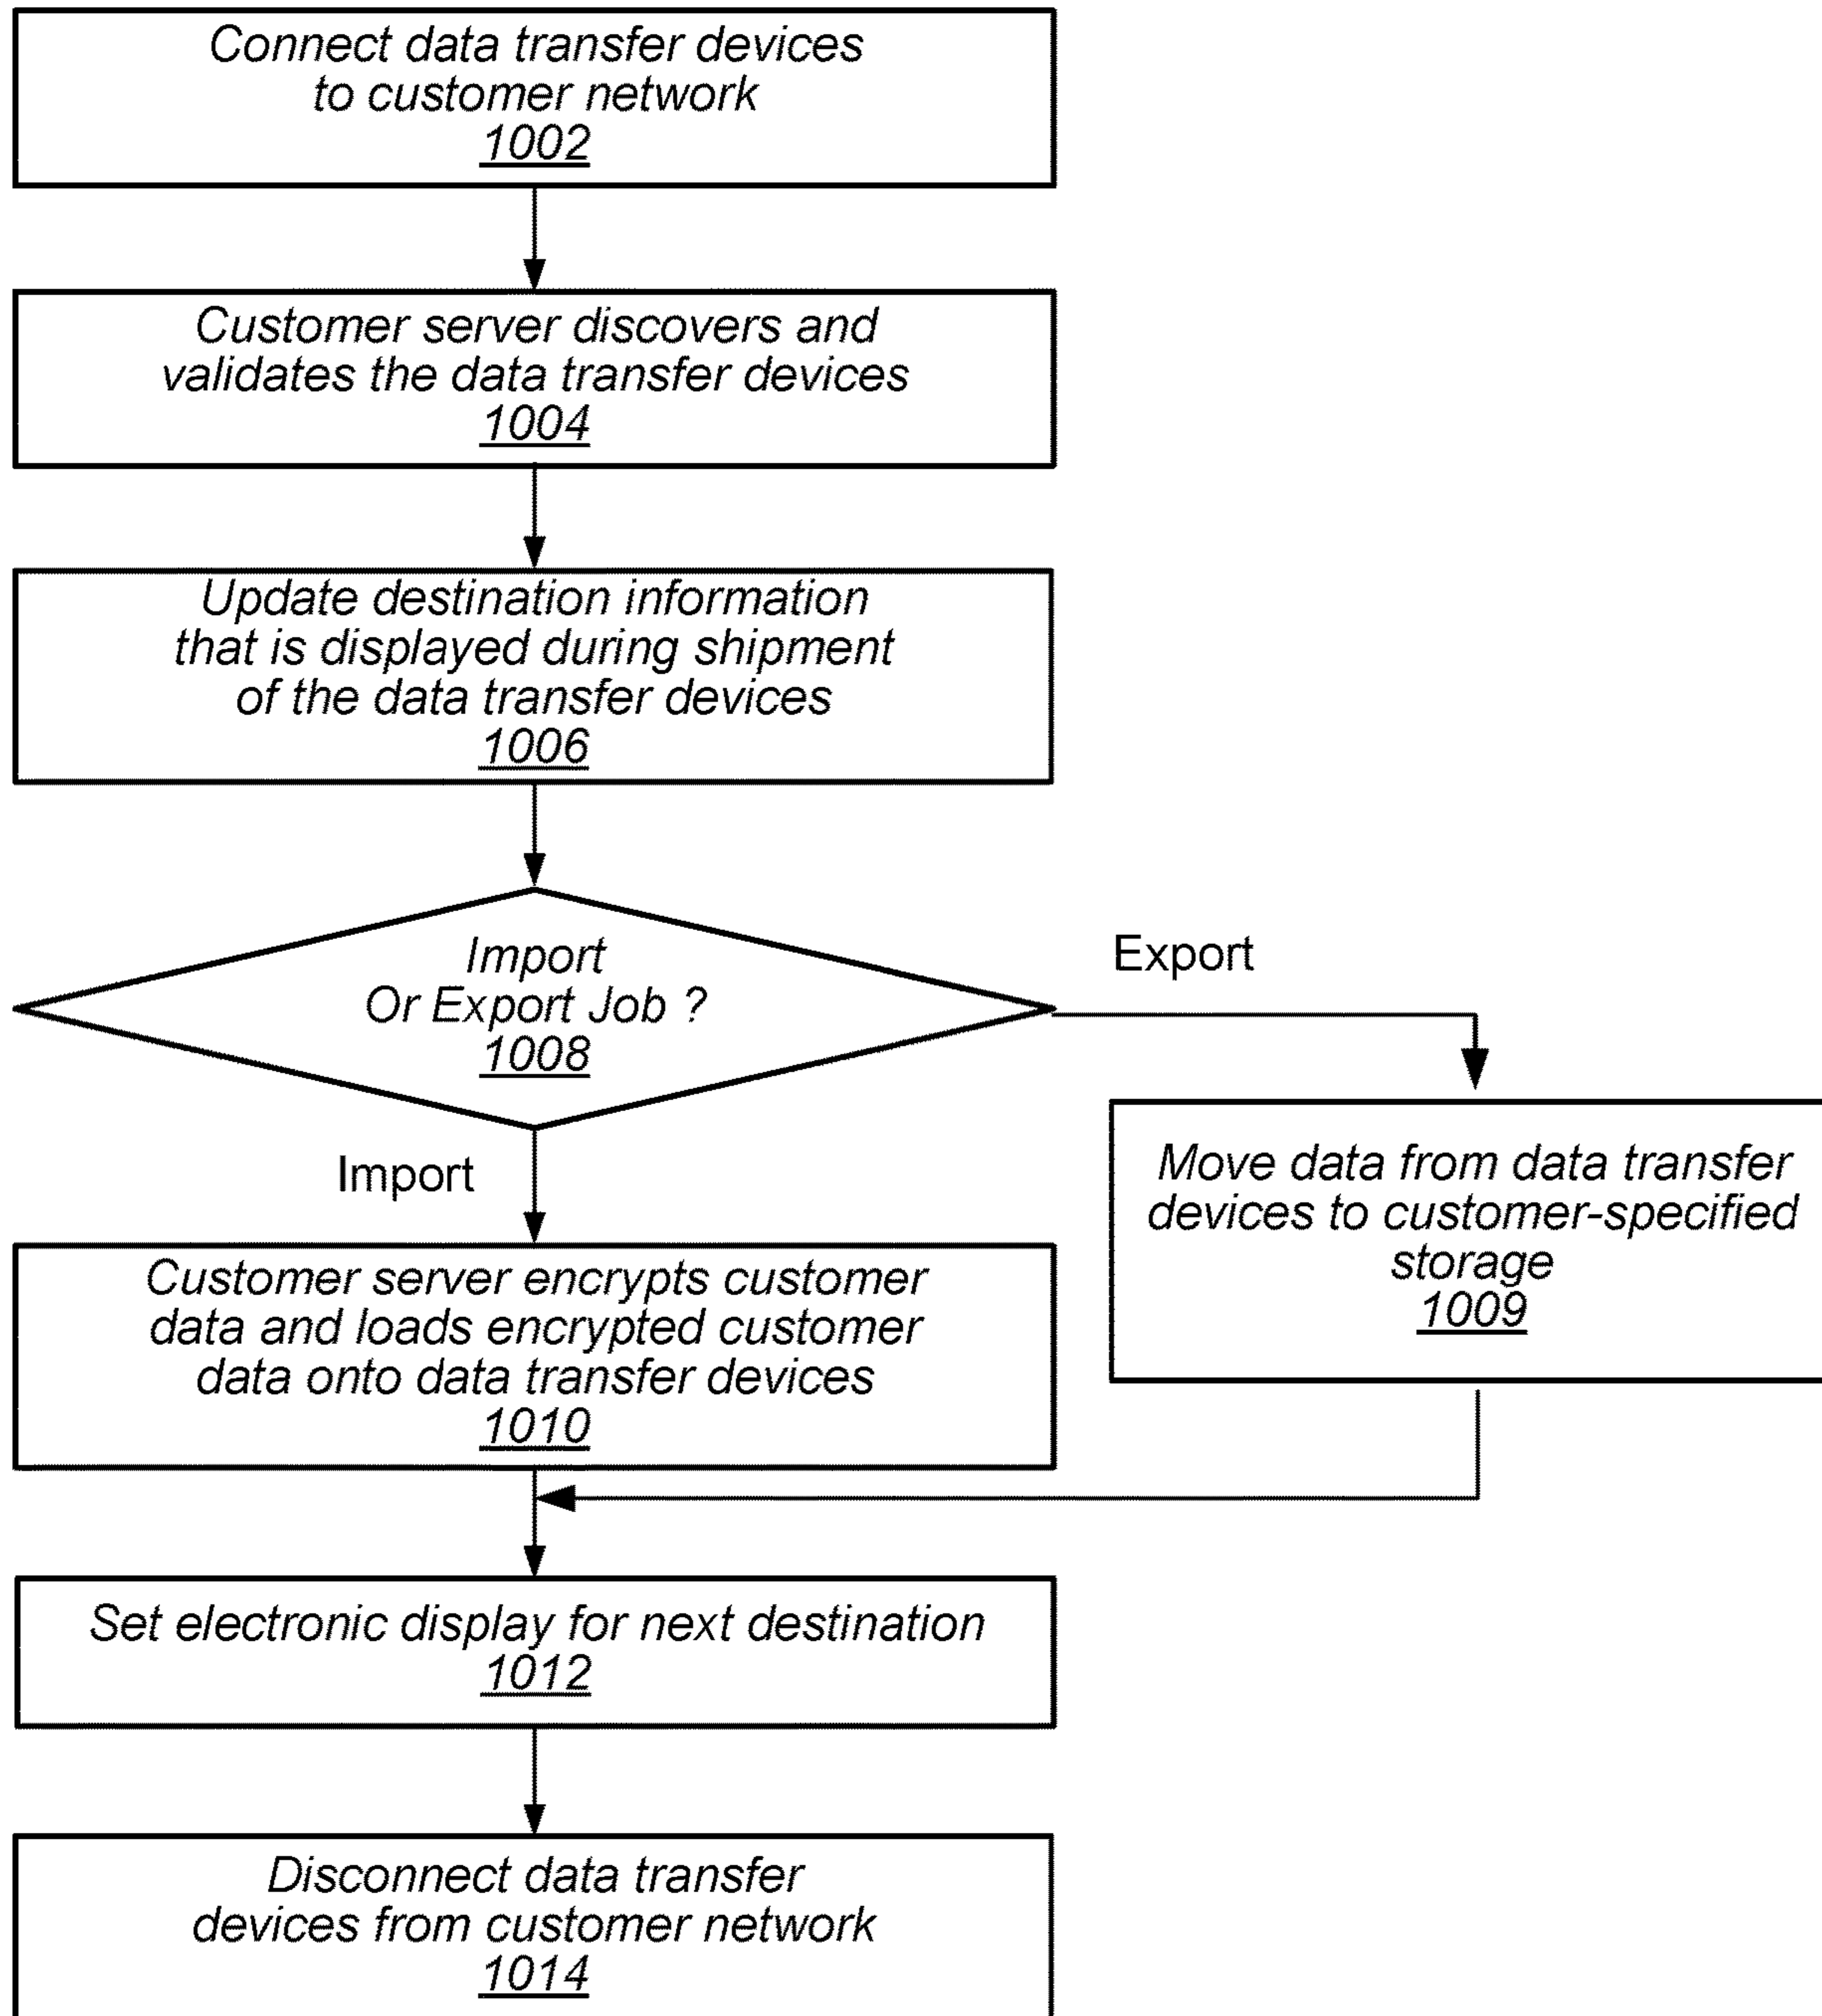 Connect data transfer devices
to customer network
1002
Customer server discovers and
validates the data transfer devices
1004
Update destination information
that is displayed during shipment
of the data transfer devices
1006
Import
Or Export Job ?
1008
Export
Import
Move data from data transfer
devices to customer-specified
storage
1009
Customer server encrypts customer
data and loads encrypted customer
data onto data transfer devices
1010
Set electronic display for next destination
1012
Disconnect data transfer
devices from customer network
1014